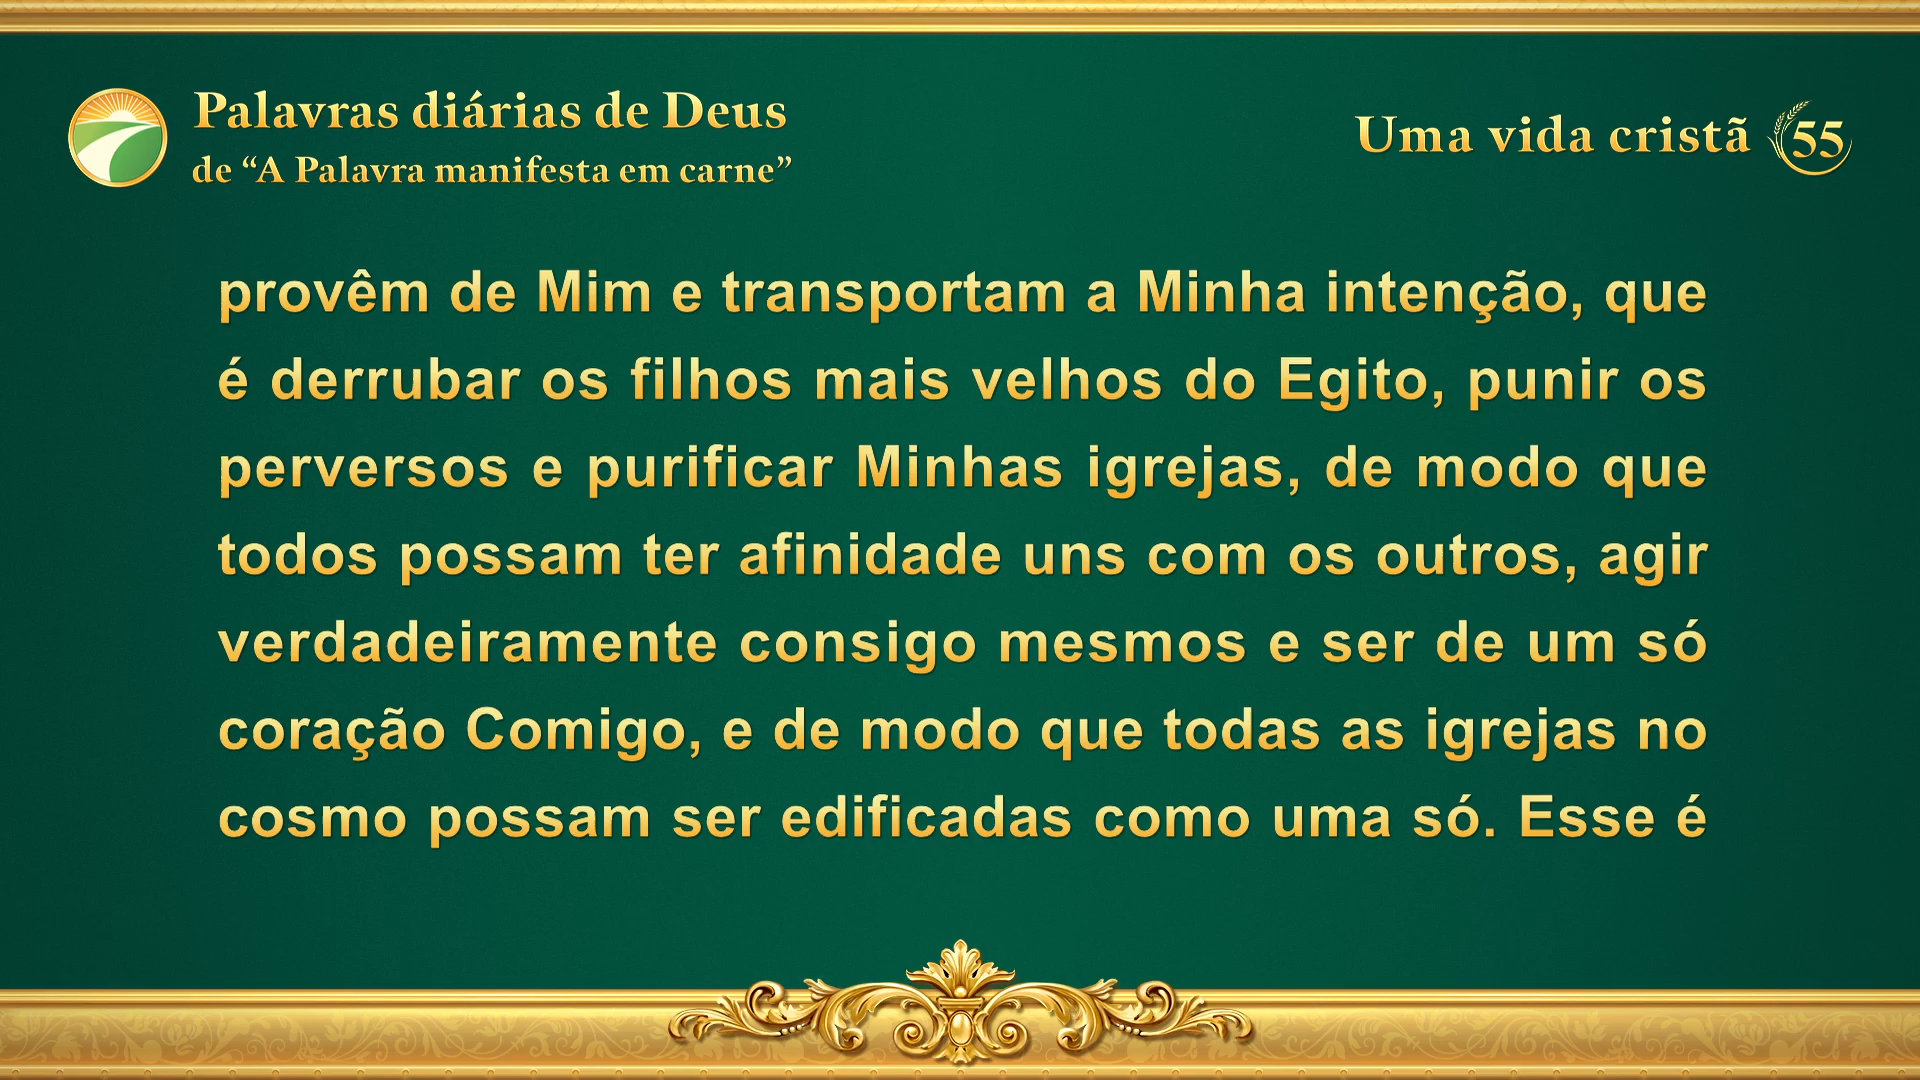 Palavras diárias de Deus
de “A Palavra manifesta em carne”
Uma vida cristã 55
provêm de Mim e transportam a Minha intenção, que
é derrubar os filhos mais velhos do Egito, punir os
perversos e purificar Minhas igrejas, de modo que
todos possam ter afinidade uns com os outros, agir
verdadeiramente consigo mesmos e ser de um só
coração Comigo, e de modo que todas as igrejas no
cosmo possam ser edificadas como uma só. Esse é